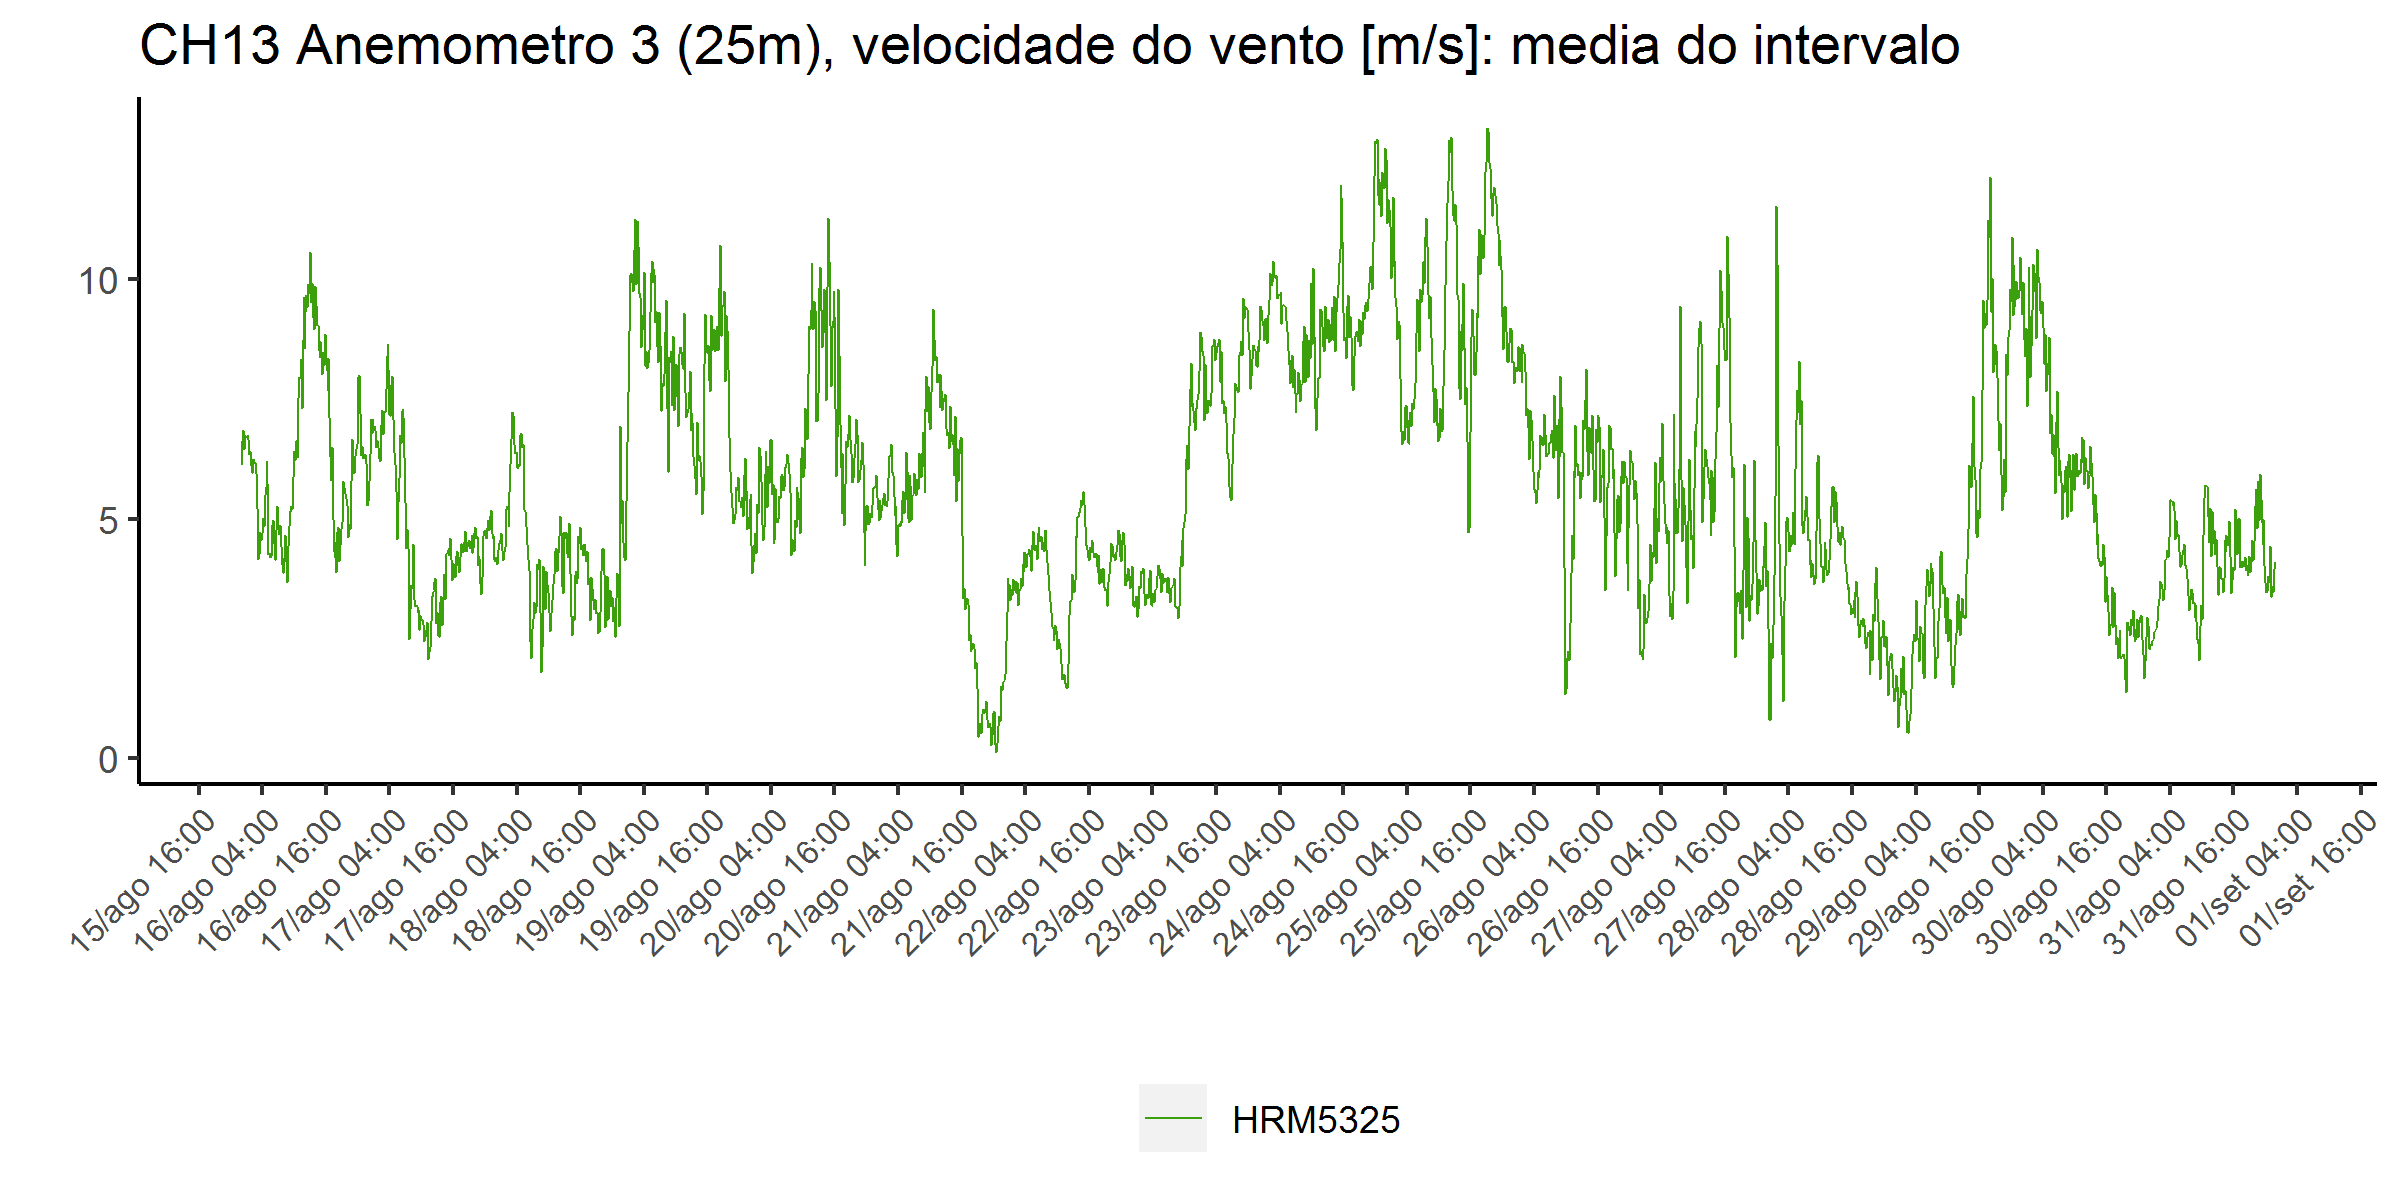 CH13 Anemometro 3 (25m), velocidade do vento [m/s]: media do intervalo
10
5
0
15/ago 16:00
16/ago 04:00
16/ago 16:00
17/ago 04:00
17/ago 16:00
18/ago 04:00
18/ago 16:00
19/ago 04:00
19/ago 16:00
20/ago 04:00
20/ago 16:00
21/ago 04:00
21/ago 16:00
22/ago 04:00
22/ago 16:00
23/ago 04:00
23/ago 16:00
24/ago 04:00
24/ago 16:00
25/ago 04:00
25/ago 16:00
26/ago 04:00
26/ago 16:00
27/ago 04:00
27/ago 16:00
28/ago 04:00
28/ago 16:00
29/ago 04:00
29/ago 16:00
30/ago 04:00
30/ago 16:00
31/ago 04:00
31/ago 16:00
01/set 04:00
01/set 16:00
HRM5325